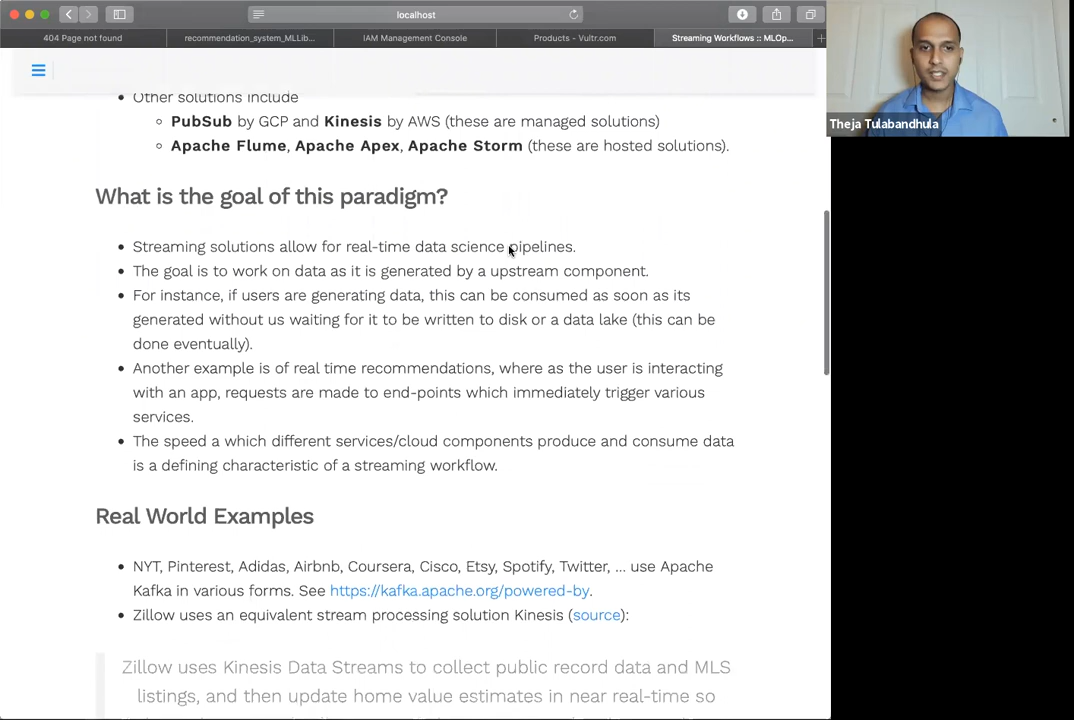 localhost
404 Page not found
recommendation_system_MLLib...
IAM Management Console
Products - Vultr.com
Streaming Workflows :: MLOp...
Theja Tulabandhula
• Other solutions include
PubSub by GCP and Kinesis by AWS (these are managed solutions)
Apache Flume, Apache Apex, Apache Storm (these are hosted solutions).
What is the goal of this paradigm?
• Streaming solutions allow for real-time data science pipelines.
• The goal is to work on data as it is generated by a upstream component.
• For instance, if users are generating data, this can be consumed as soon as its
generated without us waiting for it to be written to disk or a data lake (this can be
done eventually).
• Another example is of real time recommendations, where as the user is interacting
with an app, requests are made to end-points which immediately trigger various
services.
• The speed a which different services/cloud components produce and consume data
is a defining characteristic of a streaming workflow.
Real World Examples
• NYT, Pinterest, Adidas, Airbnb, Coursera, Cisco, Etsy, Spotify, Twitter, ... use Apache
Kafka in various forms. See https://kafka.apache.org/powered-by.
• Zillow uses an equivalent stream processing solution Kinesis (source):
Zillow uses Kinesis Data Streams to collect public record data and MLS
listings, and then update home value estimates in near real-time so